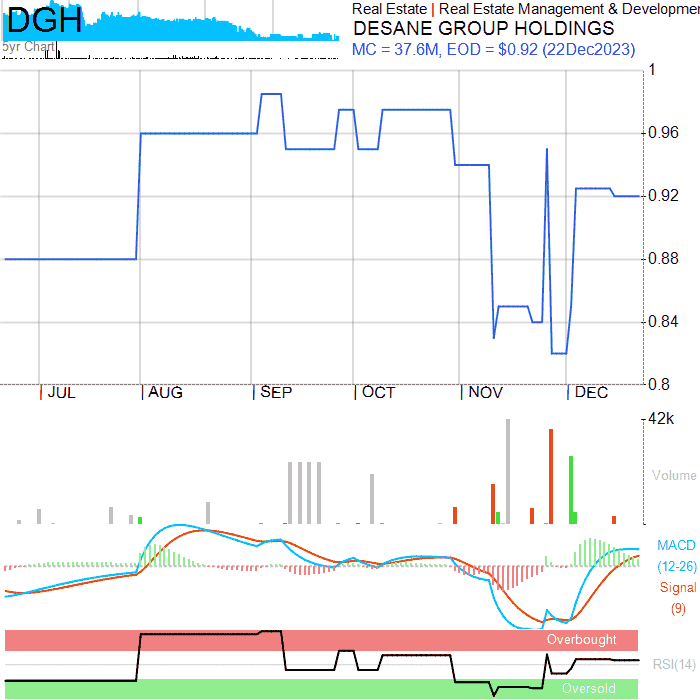 DGH
5yr Chart
Real Estate | Real Estate Management & Developmen
DESANE GROUP HOLDINGS
MC = 37.6M, EOD = $0.92 (22Dec2023)
1
0.96
0.92
0.88
0.84
0.8
JUL AUG SEP OCT NOV DEC
42k
Volume
MACD
(12-26)
Signal
(9)
Overbought
RSI(14)
Oversold